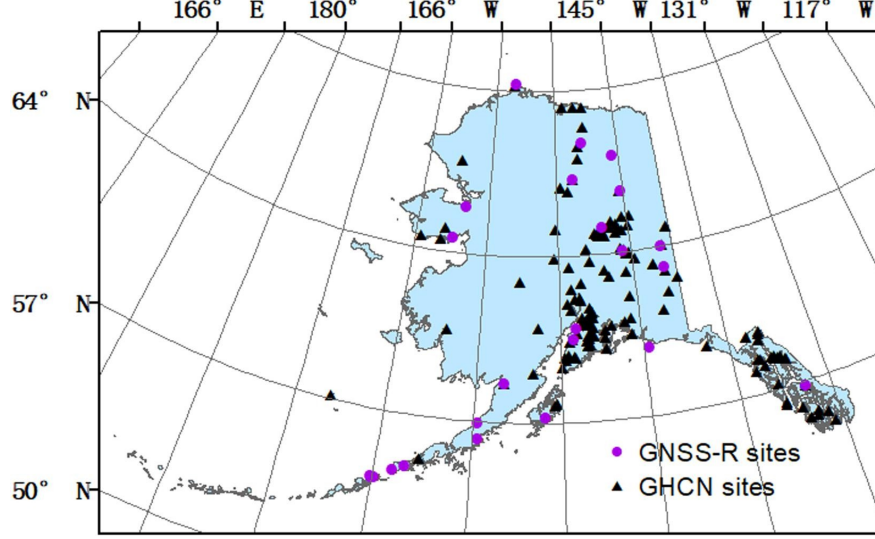 166° E 180° 166° W 145° W 131° W 117° W
64° N
57° N
GNSS-R sites
GHCN sites
50° N